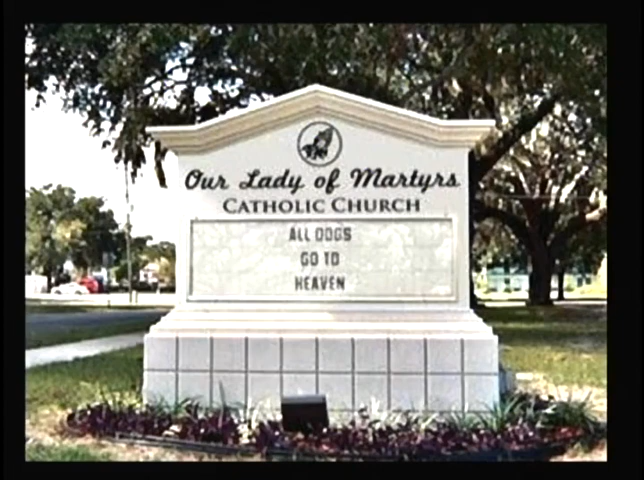 Our Lady of Martyrs
CATHOLIC CHURCH
ALL DOGS
GO TO
HEAVEN